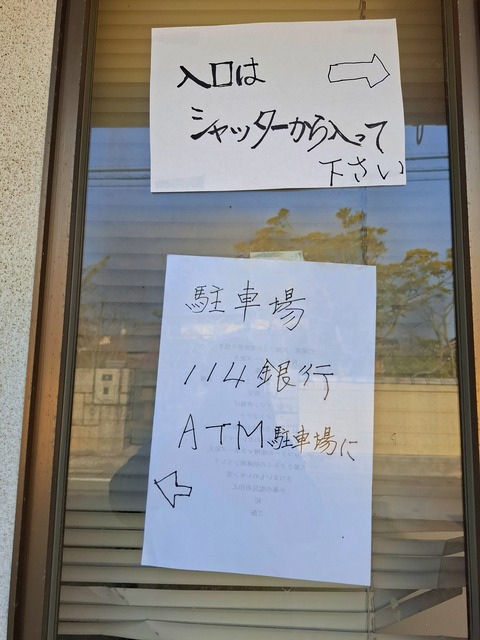 入口は
シャッターから入って
下さい
駐車場
114銀行
ATM駐車場に